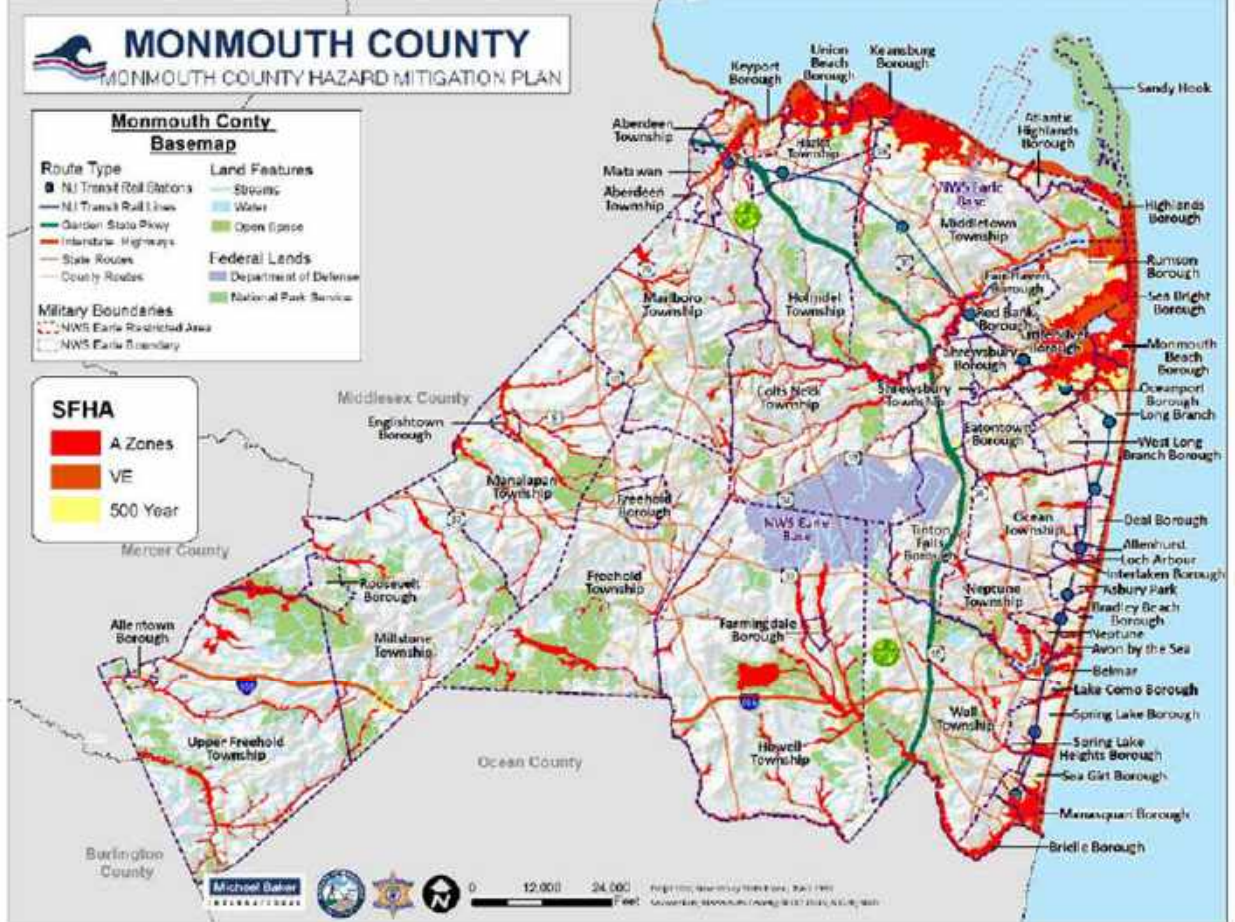 MONMOUTH COUNTY
MONMOUTH COUNTY HAZARD MITIGATION PLAN
Monmouth Conty
Basemap
Route Type
NJ Transit Rail Stations
NJ Transit Rail Lines
Garden State Pkwy
Interstate Highways
State Routes
County Routes
Military Boundaries
NWS Earle Restricted Area
NWS Earle Boundary
Land Features
Streams
Water
Open Space
Federal Lands
Department of Defense
National Park Service
SFHA
A Zones
VE
500 Year
Keyport
Borough
Union
Beach
Borough
Keansburg
Borough
Sandy Hook
Atlantic
Highlands
Borough
Aberdeen
Township
Hazlet
Township
Matawan
Aberdeen
Township
NWS Earle
Base
Middletown
Township
Highlands
Borough
Rumson
Borough
Fair Haven
Borough
Sea Bright
Borough
Marlboro
Township
Holmdel
Township
Red Bank
Borough
Little Silver
Borough
Monmouth
Beach
Borough
Shrewsbury
Borough
Shrewsbury
Township
Oceanport
Borough
Long Branch
Colts Neck
Township
Middlesex County
Englishtown
Borough
Eatontown
Borough
West Long
Branch Borough
Manalapan
Township
Freehold
Borough
NWS Earle
Base
Tinton
Falls
Borough
Ocean
Township
Deal Borough
Mercer County
Allenhurst
Loch Arbour
Interlaken Borough
Roosevelt
Borough
Freehold
Township
Neptune
Township
Asbury Park
Bradley Beach
Borough
Allentown
Borough
Millstone
Township
Farmingdale
Borough
Neptune
Avon by the Sea
Belmar
Lake Como Borough
Upper Freehold
Township
Wall
Township
Spring Lake Borough
Howell
Township
Spring Lake
Heights Borough
Ocean County
Sea Girt Borough
Manasquan Borough
Brielle Borough
Burlington
County
Michael Baker
INTERNATIONAL
N
0 12,000 24,000
Feet